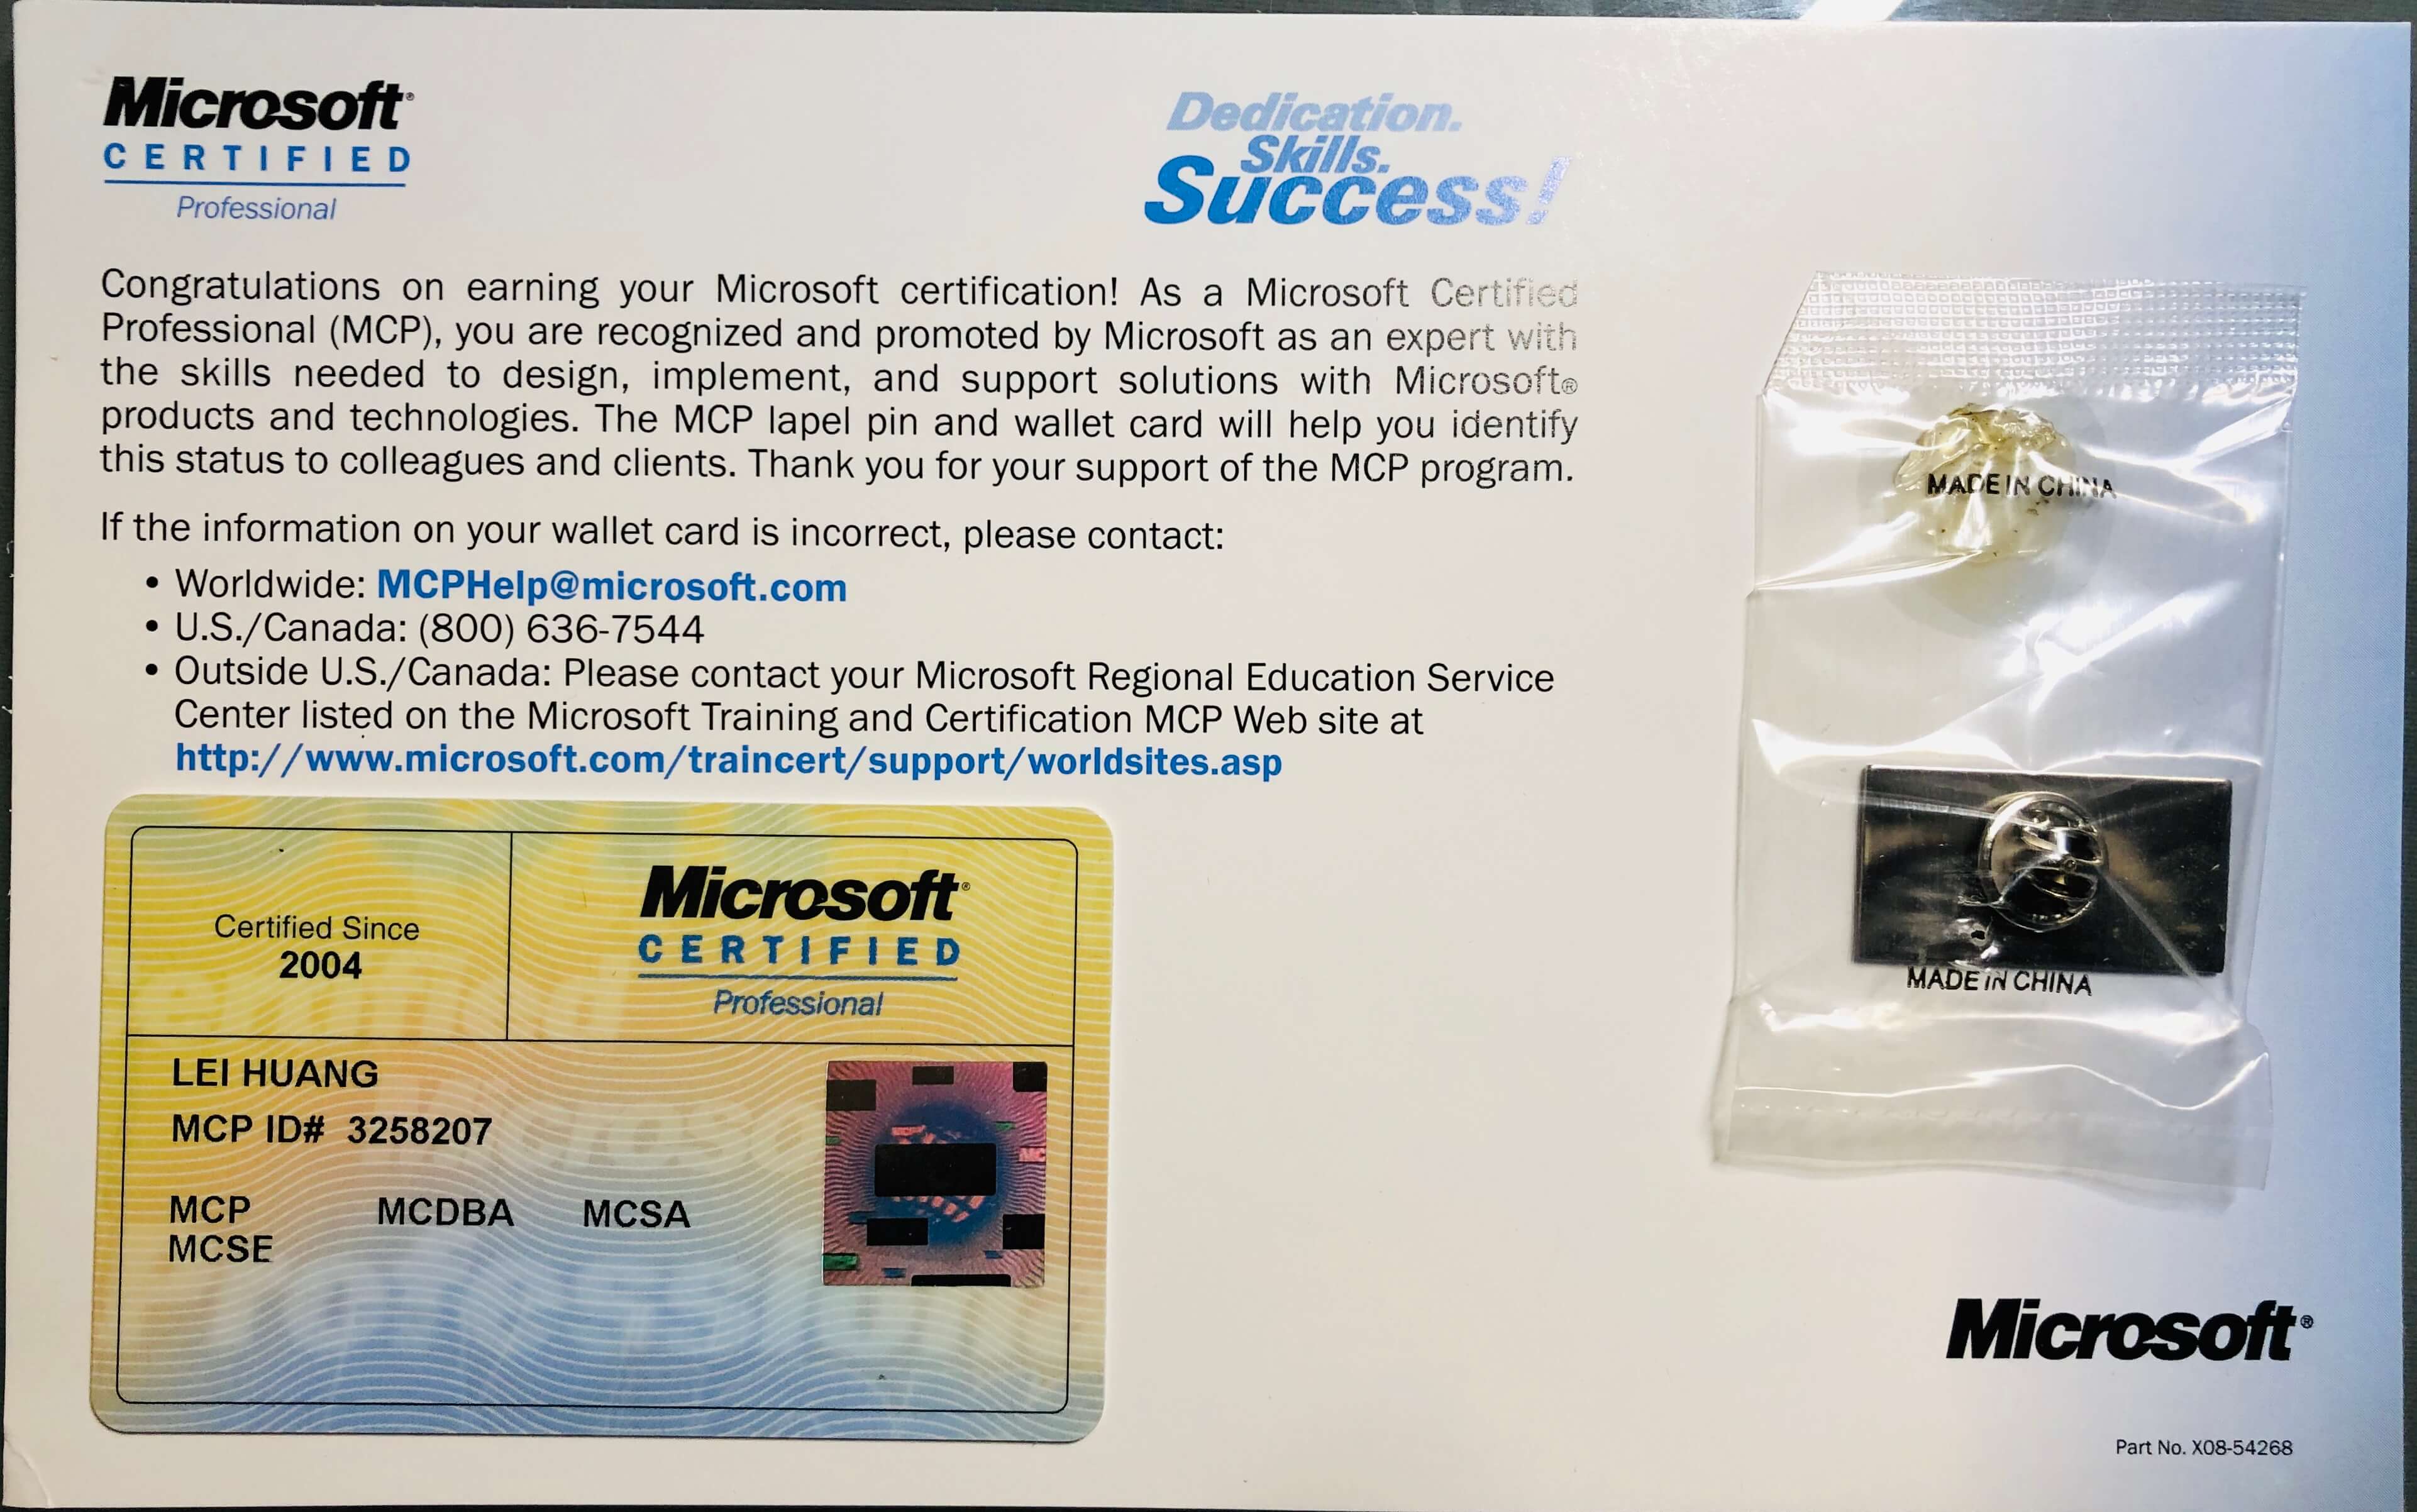 Microsoft®
CERTIFIED
Professional
Dedication.
Skills.
Success!
Congratulations on earning your Microsoft certification! As a Microsoft Certified
Professional (MCP), you are recognized and promoted by Microsoft as an expert with
the skills needed to design, implement, and support solutions with Microsoft®
products and technologies. The MCP lapel pin and wallet card will help you identify
this status to colleagues and clients. Thank you for your support of the MCP program.
If the information on your wallet card is incorrect, please contact:
• Worldwide: MCPHelp@microsoft.com
• U.S./Canada: (800) 636-7544
• Outside U.S./Canada: Please contact your Microsoft Regional Education Service
Center listed on the Microsoft Training and Certification MCP Web site at
http://www.microsoft.com/traincert/support/worldsites.asp
Certified Since
2004
Microsoft®
CERTIFIED
Professional
LEI HUANG
MCP ID# 3258207
MCP MCDBA MCSA
MCSE
MADE IN CHINA
MADE IN CHINA
Microsoft®
Part No. X08-54268